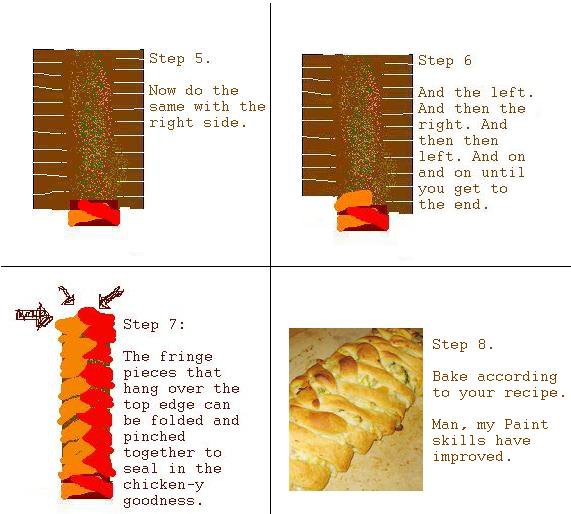 Step 5.
Now do the
same with the
right side.
Step 6
And the left.
And then the
right. And
then then
left. And on
and on until
you get to
the end.
Step 7:
The fringe
pieces that
hang over the
top edge can
be folded and
pinched
together to
seal in the
chicken-y
goodness.
Step 8.
Bake according
to your recipe.
Man, my Paint
skills have
improved.